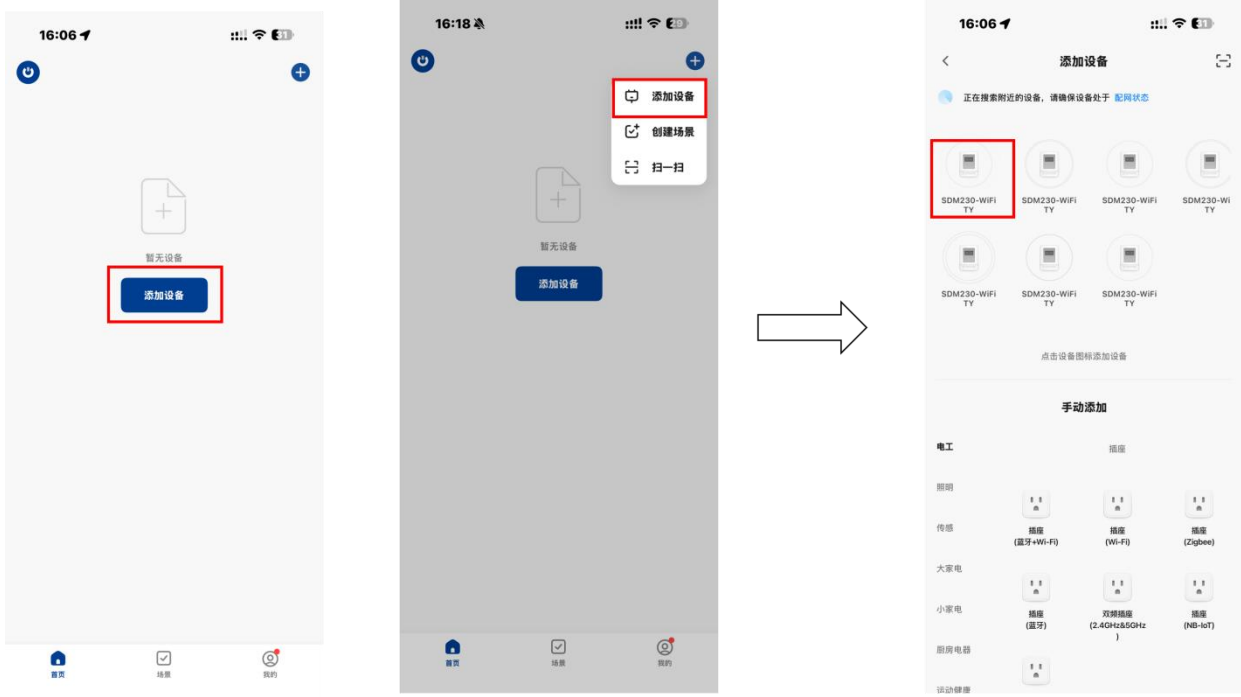 16:06
31
暂无设备
添加设备
首页
场景
我的
16:18
29
添加设备
创建场景
扫一扫
暂无设备
添加设备
首页
场景
我的
16:06
31
添加设备
正在搜索附近的设备，请确保设备处于 配网状态
SDM230-WiFi
TY
SDM230-WiFi
TY
SDM230-WiFi
TY
SDM230-Wi
TY
SDM230-WiFi
TY
SDM230-WiFi
TY
SDM230-WiFi
TY
点击设备图标添加设备
手动添加
电工
插座
照明
传感
插座
(蓝牙+Wi-Fi)
插座
(Wi-Fi)
插座
(Zigbee)
大家电
小家电
插座
(蓝牙)
双频插座
(2.4GHz&5GHz
)
插座
(NB-IoT)
厨房电器
运动健康